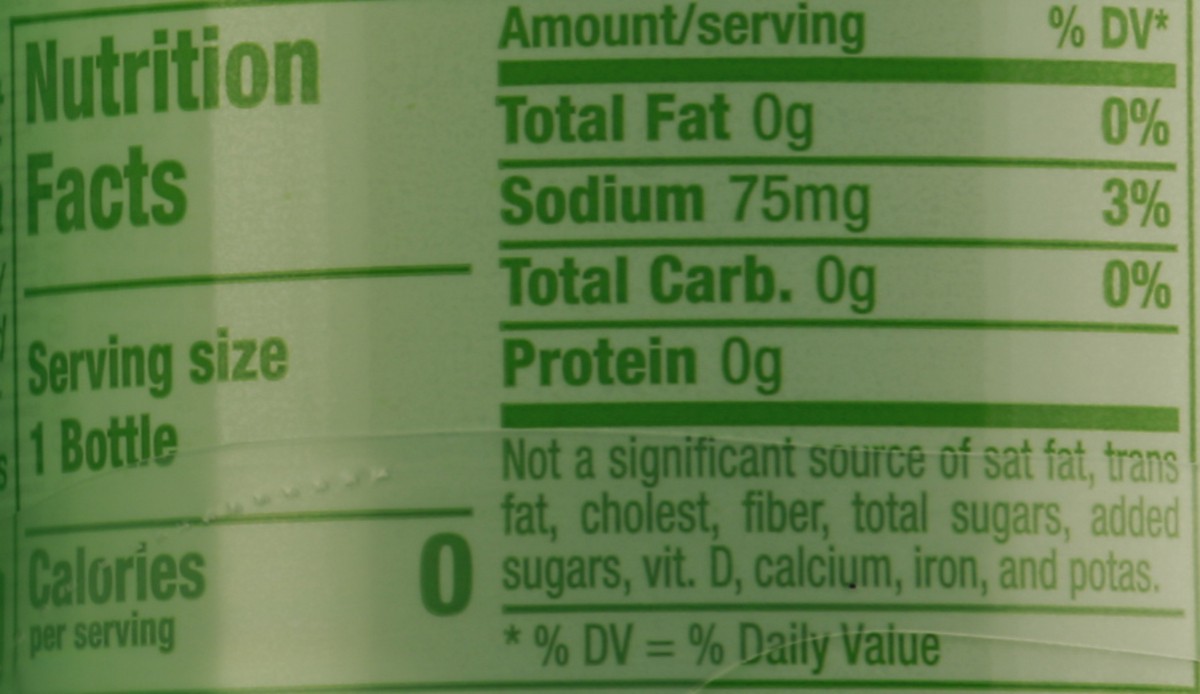 Nutrition
Facts
Serving size
1 Bottle
Calories 0
per serving
Amount/serving % DV*
Total Fat 0g 0%
Sodium 75mg 3%
Total Carb. 0g 0%
Protein 0g
Not a significant source of sat fat, trans
fat, cholest, fiber, total sugars, added
sugars, vit. D, calcium, iron, and potas.
* % DV = % Daily Value